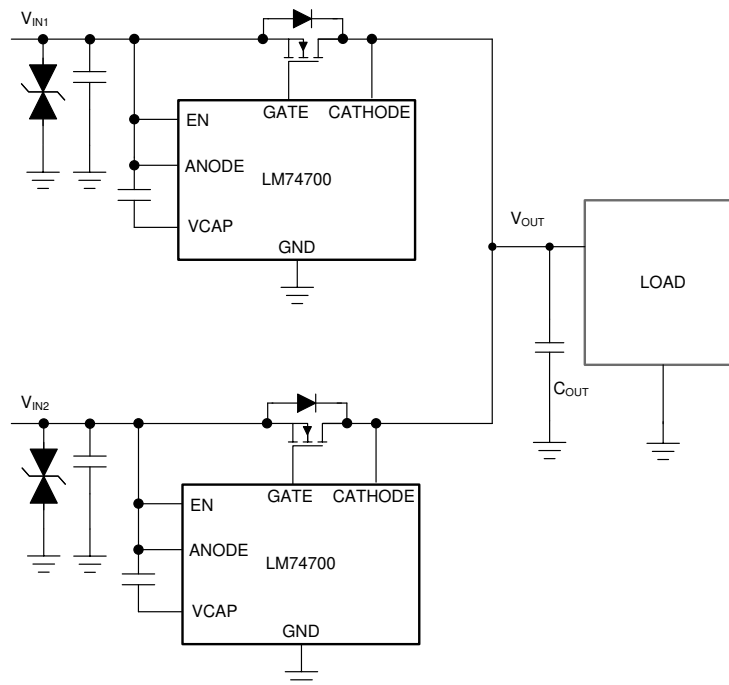 VIN1
GATE CATHODE
EN
ANODE
LM74700
VCAP
GND
VOUT
LOAD
COUT
VIN2
GATE CATHODE
EN
ANODE
LM74700
VCAP
GND